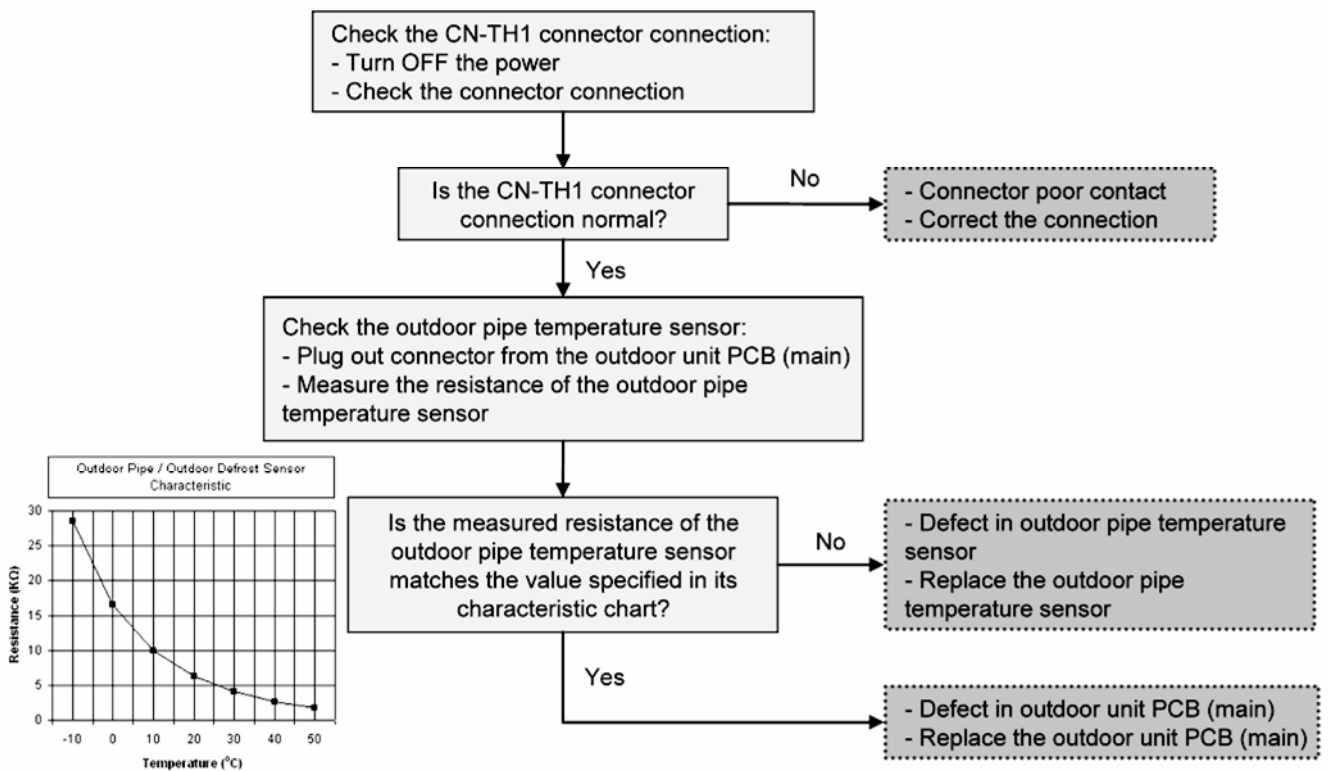 Check the CN-TH1 connector connection:
- Turn OFF the power
- Check the connector connection
Is the CN-TH1 connector
connection normal?
No
- Connector poor contact
- Correct the connection
Yes
Check the outdoor pipe temperature sensor:
- Plug out connector from the outdoor unit PCB (main)
- Measure the resistance of the outdoor pipe
temperature sensor
Outdoor Pipe / Outdoor Defrost Sensor
Characteristic
Resistance (KΩ)
30
25
20
15
10
5
0
-10 0 10 20 30 40 50
Temperature (°C)
Is the measured resistance of the
outdoor pipe temperature sensor
matches the value specified in its
characteristic chart?
No
- Defect in outdoor pipe temperature
sensor
- Replace the outdoor pipe
temperature sensor
Yes
- Defect in outdoor unit PCB (main)
- Replace the outdoor unit PCB (main)